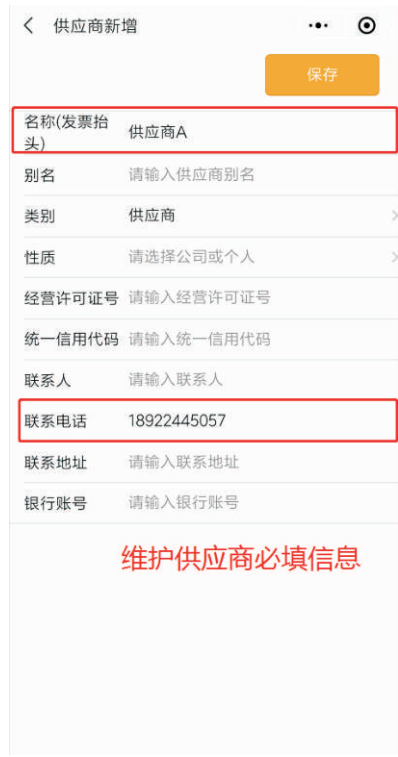 供应商新增
保存
名称(发票抬
头)
供应商A
别名 请输入供应商别名
类别 供应商
性质 请选择公司或个人
经营许可证号 请输入经营许可证号
统一信用代码 请输入统一信用代码
联系人 请输入联系人
联系电话 18922445057
联系地址 请输入联系地址
银行账号 请输入银行账号
维护供应商必填信息